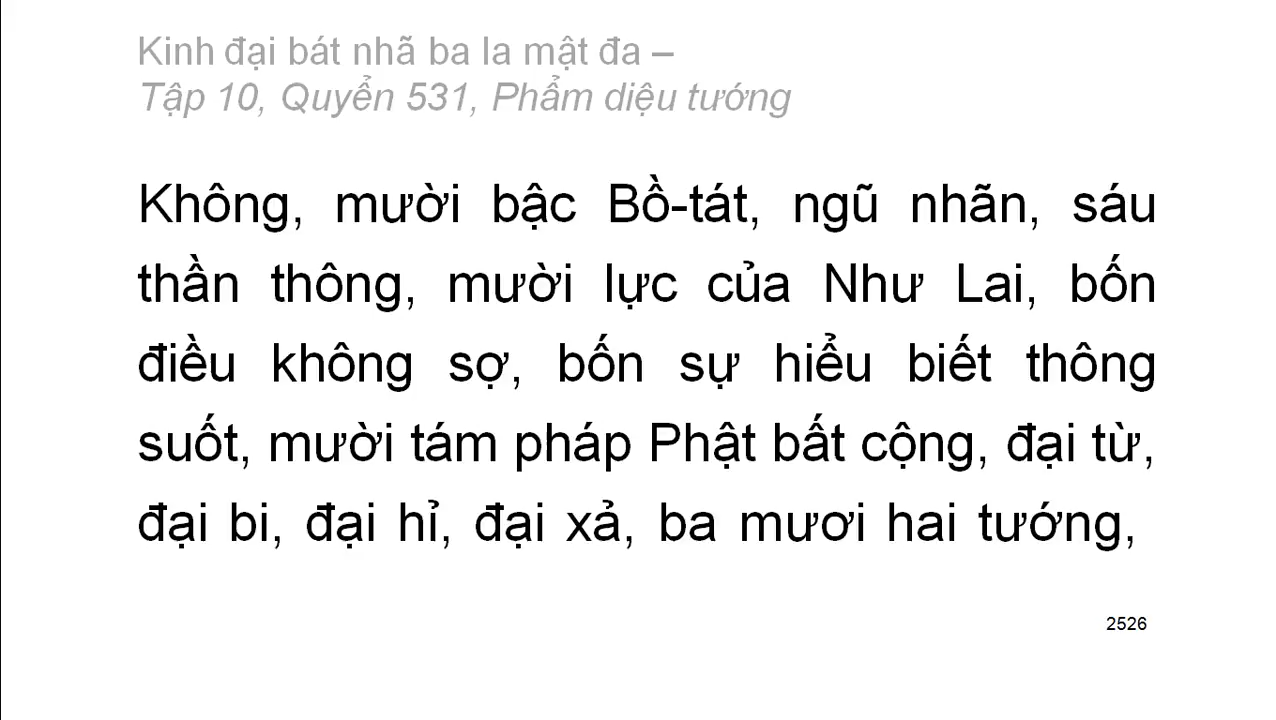 Kinh đại bát nhã ba la mật đa –
Tập 10, Quyển 531, Phẩm diệu tướng
Không, mười bậc Bồ-tát, ngũ nhãn, sáu
thần thông, mười lực của Như Lai, bốn
điều không sợ, bốn sự hiểu biết thông
suốt, mười tám pháp Phật bất cộng, đại từ,
đại bi, đại hỉ, đại xả, ba mươi hai tướng,
2526